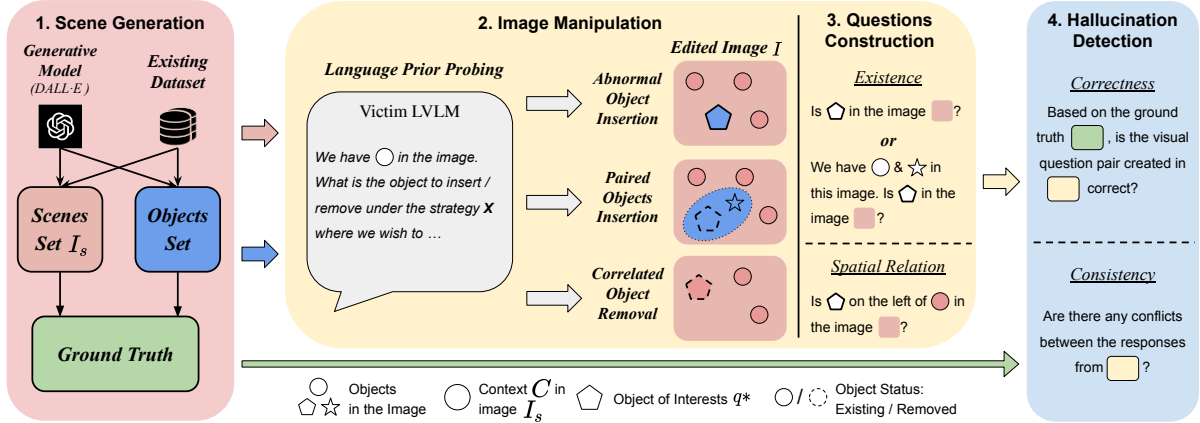 1. Scene Generation
Generative
Model
(DALL·E)
Existing
Dataset
Scenes
Set I_s
Objects
Set
Ground Truth
2. Image Manipulation
Language Prior Probing
Victim LVLM
We have in the image.
What is the object to insert /
remove under the strategy X
where we wish to …
Abnormal
Object
Insertion
Paired
Objects
Insertion
Correlated
Object
Removal
Edited Image I
3. Questions
Construction
Existence
Is in the image ?
or
We have & in
this image. Is in the
image ?
Spatial Relation
Is on the left of in
the image ?
4. Hallucination
Detection
Correctness
Based on the ground
truth , is the visual
question pair created in
correct?
Consistency
Are there any conflicts
between the responses
from ?
Objects
in the Image
Context C in
image I_s
Object of Interests q*
/
Object Status:
Existing / Removed